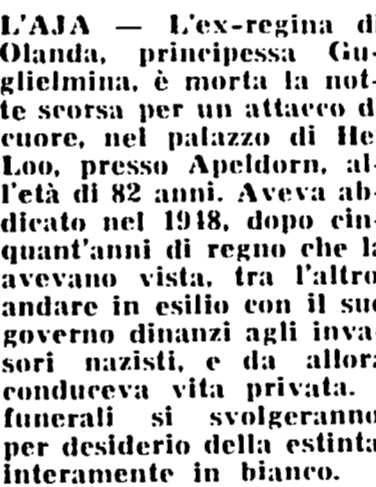 L'AJA — L'ex-regina di
Olanda, principessa Gu-
glielmina, è morta la not-
te scorsa per un attacco d
cuore, nel palazzo di He
Loo, presso Apeldorn, al-
l'età di 82 anni. Aveva ab-
dicato nel 1948, dopo cin-
quant'anni di regno che la
avevano vista, tra l'altro
andare in esilio con il suo
governo dinanzi agli inva-
sori nazisti, e da allora
conduceva vita privata.
funerali si svolgeranno
per desiderio della estinta
interamente in bianco.